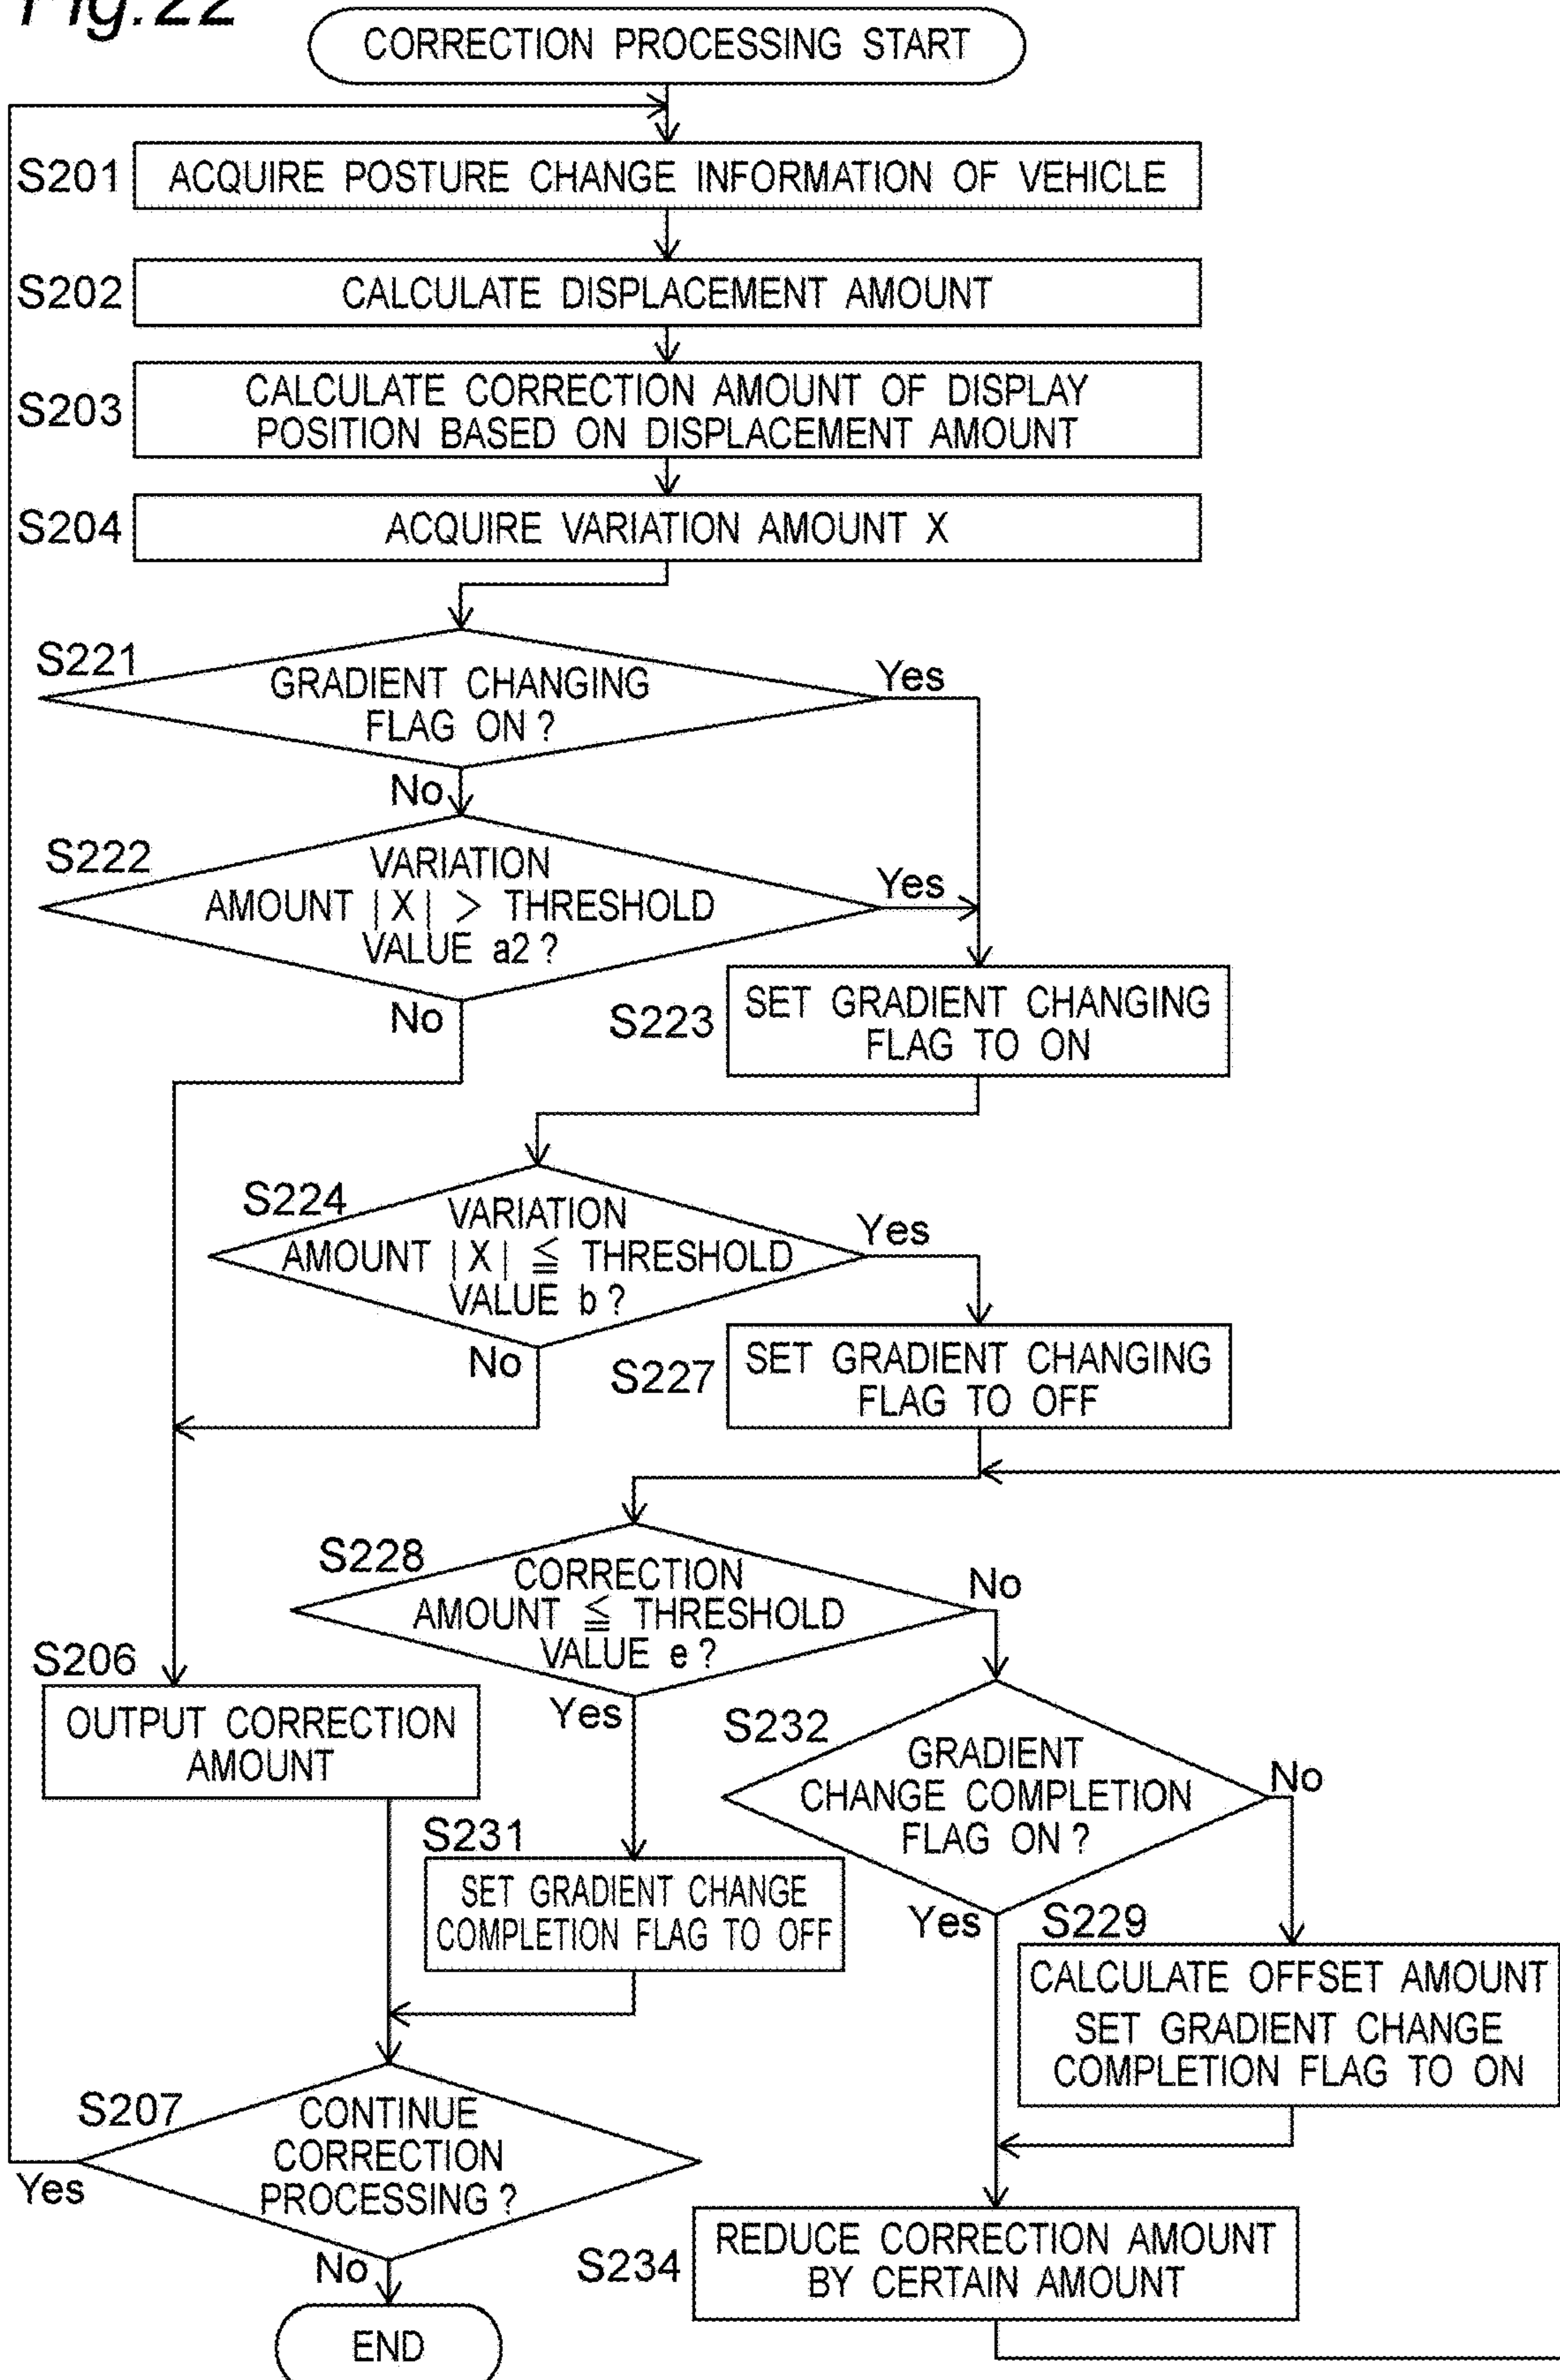 Fig.22
CORRECTION PROCESSING START
S201
ACQUIRE POSTURE CHANGE INFORMATION OF VEHICLE
S202
CALCULATE DISPLACEMENT AMOUNT
S203
CALCULATE CORRECTION AMOUNT OF DISPLAY
POSITION BASED ON DISPLACEMENT AMOUNT
S204
ACQUIRE VARIATION AMOUNT X
S221
GRADIENT CHANGING
FLAG ON ?
Yes
No
S222
VARIATION
AMOUNT | X | > THRESHOLD
VALUE a2 ?
Yes
No
S223
SET GRADIENT CHANGING
FLAG TO ON
S224
VARIATION
AMOUNT | X | ≦ THRESHOLD
VALUE b ?
Yes
No
S227
SET GRADIENT CHANGING
FLAG TO OFF
S228
CORRECTION
AMOUNT ≦ THRESHOLD
VALUE e ?
No
Yes
S206
OUTPUT CORRECTION
AMOUNT
S232
GRADIENT
CHANGE COMPLETION
FLAG ON ?
No
Yes
S231
SET GRADIENT CHANGE
COMPLETION FLAG TO OFF
S229
CALCULATE OFFSET AMOUNT
SET GRADIENT CHANGE
COMPLETION FLAG TO ON
S207
CONTINUE
CORRECTION
PROCESSING ?
Yes
No
S234
REDUCE CORRECTION AMOUNT
BY CERTAIN AMOUNT
END